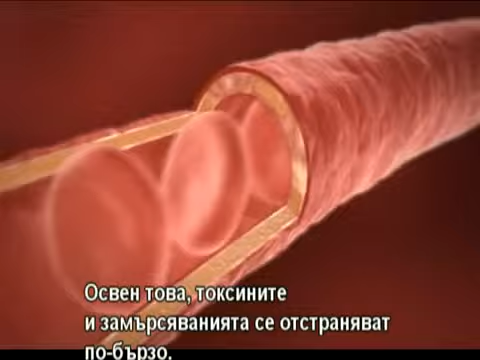 Освен това, токсините
и замърсяванията се отстраняват
по-бързо.